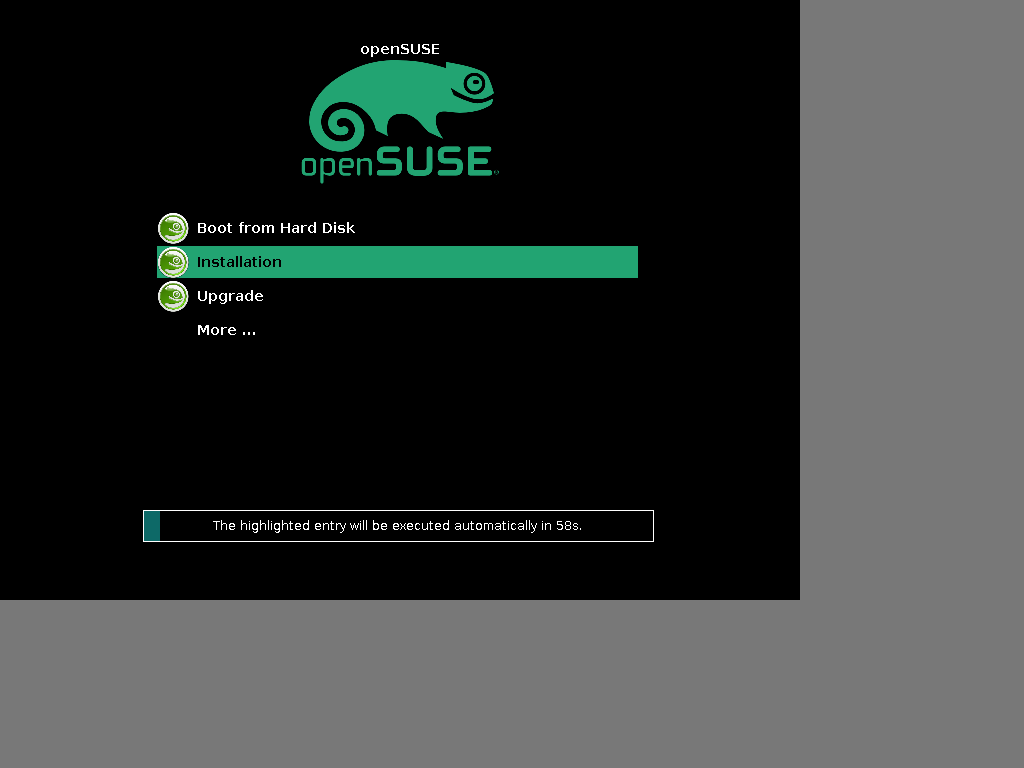 openSUSE
openSUSE
Boot from Hard Disk
Installation
Upgrade
More ...
The highlighted entry will be executed automatically in 58s.